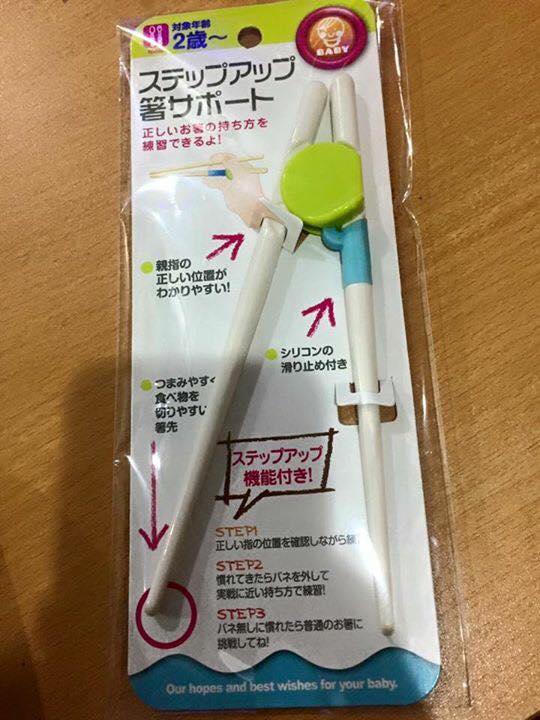 対象年齢
2歳～
BABY
ステップアップ
箸サポート
正しいお箸の持ち方を
練習できるよ!
親指の
正しい位置が
わかりやすい!
シリコンの
滑り止め付き
つまみやすく
食べ物を
切りやすい
箸先
ステップアップ
機能付き!
STEP1
正しい指の位置を確認しながら練
STEP2
慣れてきたらバネを外して
実戦に近い持ち方で練習!
STEP3
バネ無しに慣れたら普通のお箸に
挑戦してね!
Our hopes and best wishes for your baby.